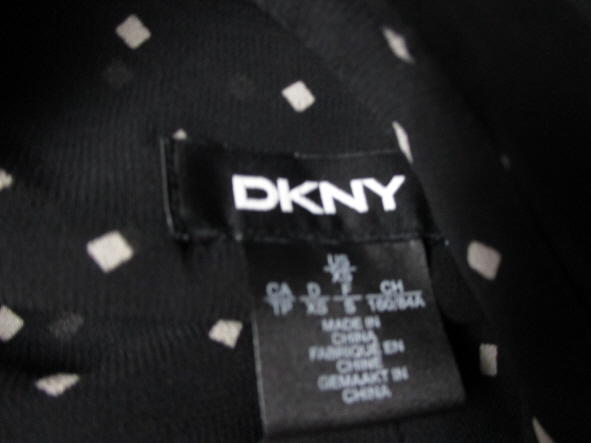 DKNY
US
XS
CA D F CH
TP XS S 160/84A
MADE IN
CHINA
FABRIQUE EN
CHINE
GEMAAKT IN
CHINA